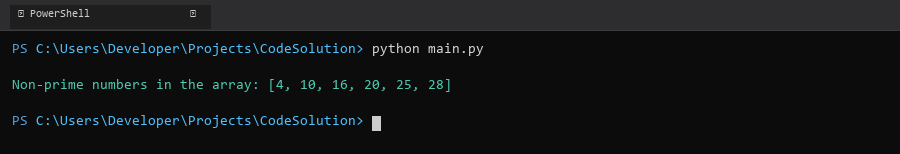 PowerShell
PS C:\Users\Developer\Projects\CodeSolution> python main.py
Non-prime numbers in the array: [4, 10, 16, 20, 25, 28]
PS C:\Users\Developer\Projects\CodeSolution>